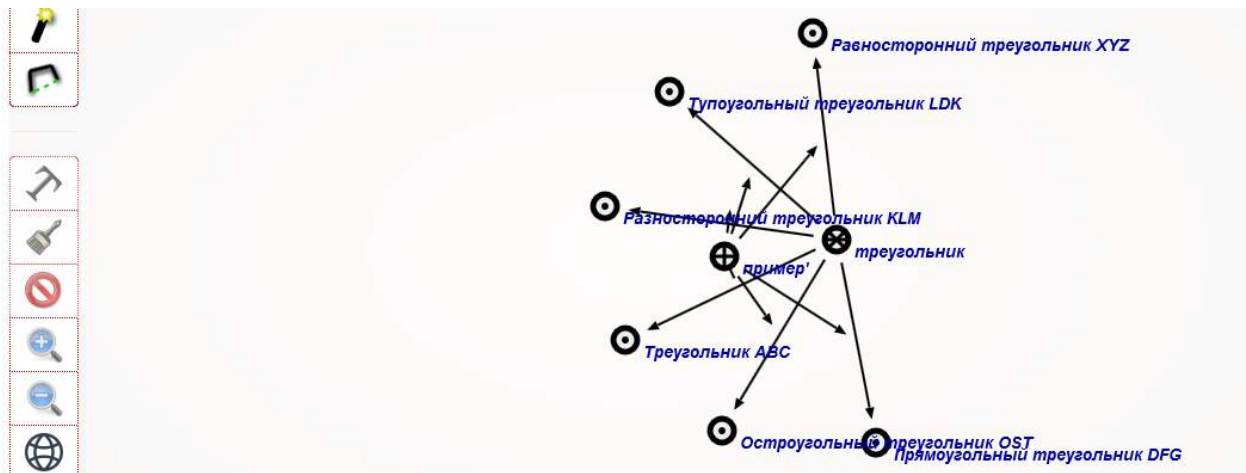 Равносторонний треугольник XYZ
Тупоугольный треугольник LDK
Разносторонний треугольник KLM
треугольник
пример'
Треугольник ABC
Остроугольный треугольник OST
Прямоугольный треугольник DFG